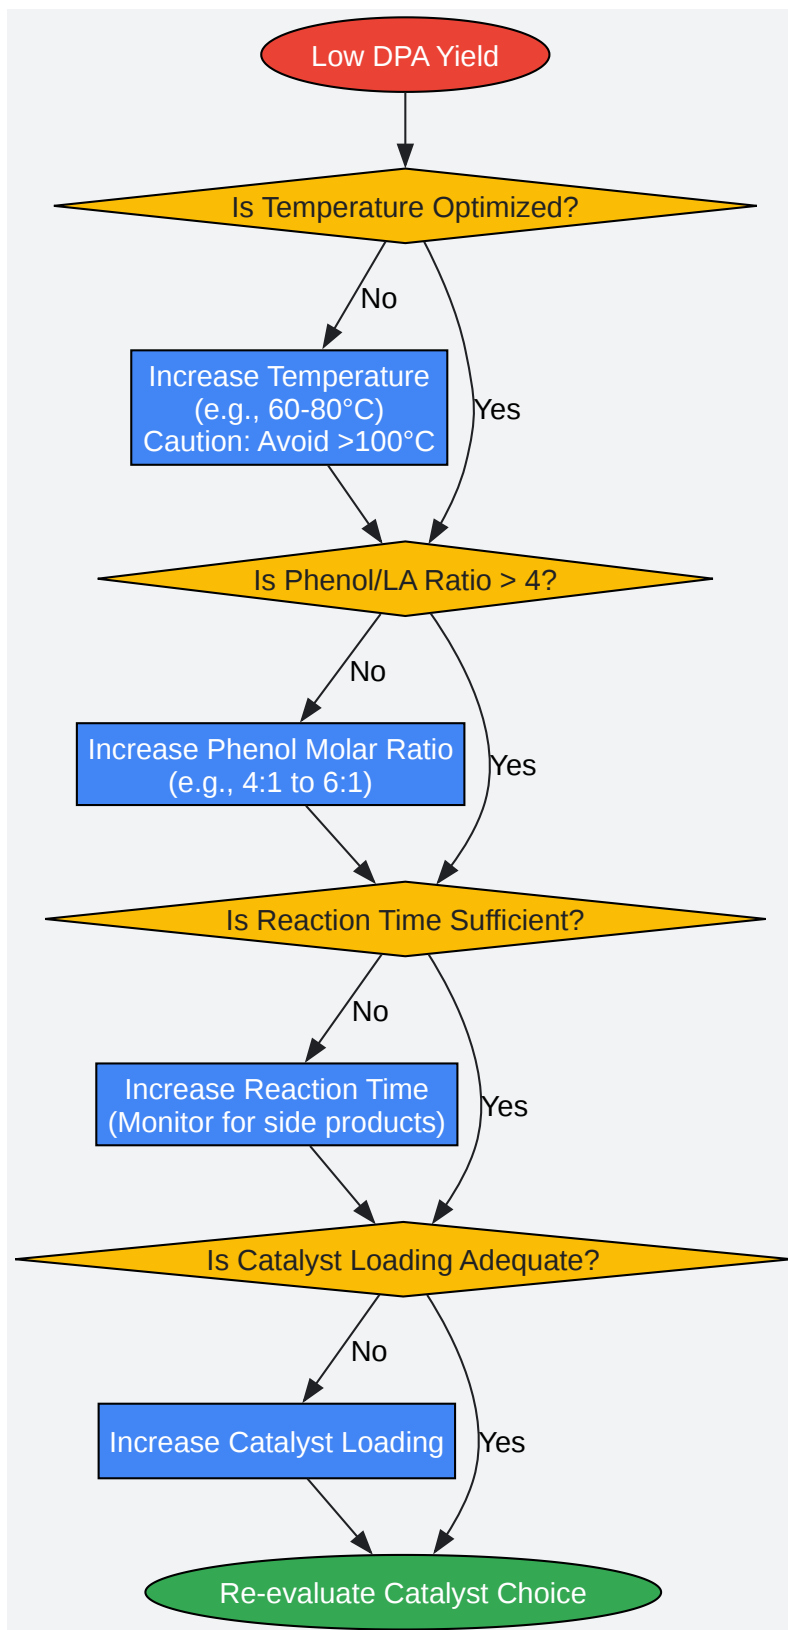 Low DPA Yield
Is Temperature Optimized?
No
Increase Temperature
(e.g., 60-80°C)
Caution: Avoid >100°C
Yes
Is Phenol/LA Ratio > 4?
No
Increase Phenol Molar Ratio
(e.g., 4:1 to 6:1)
Yes
Is Reaction Time Sufficient?
No
Increase Reaction Time
(Monitor for side products)
Yes
Is Catalyst Loading Adequate?
No
Increase Catalyst Loading
Yes
Re-evaluate Catalyst Choice